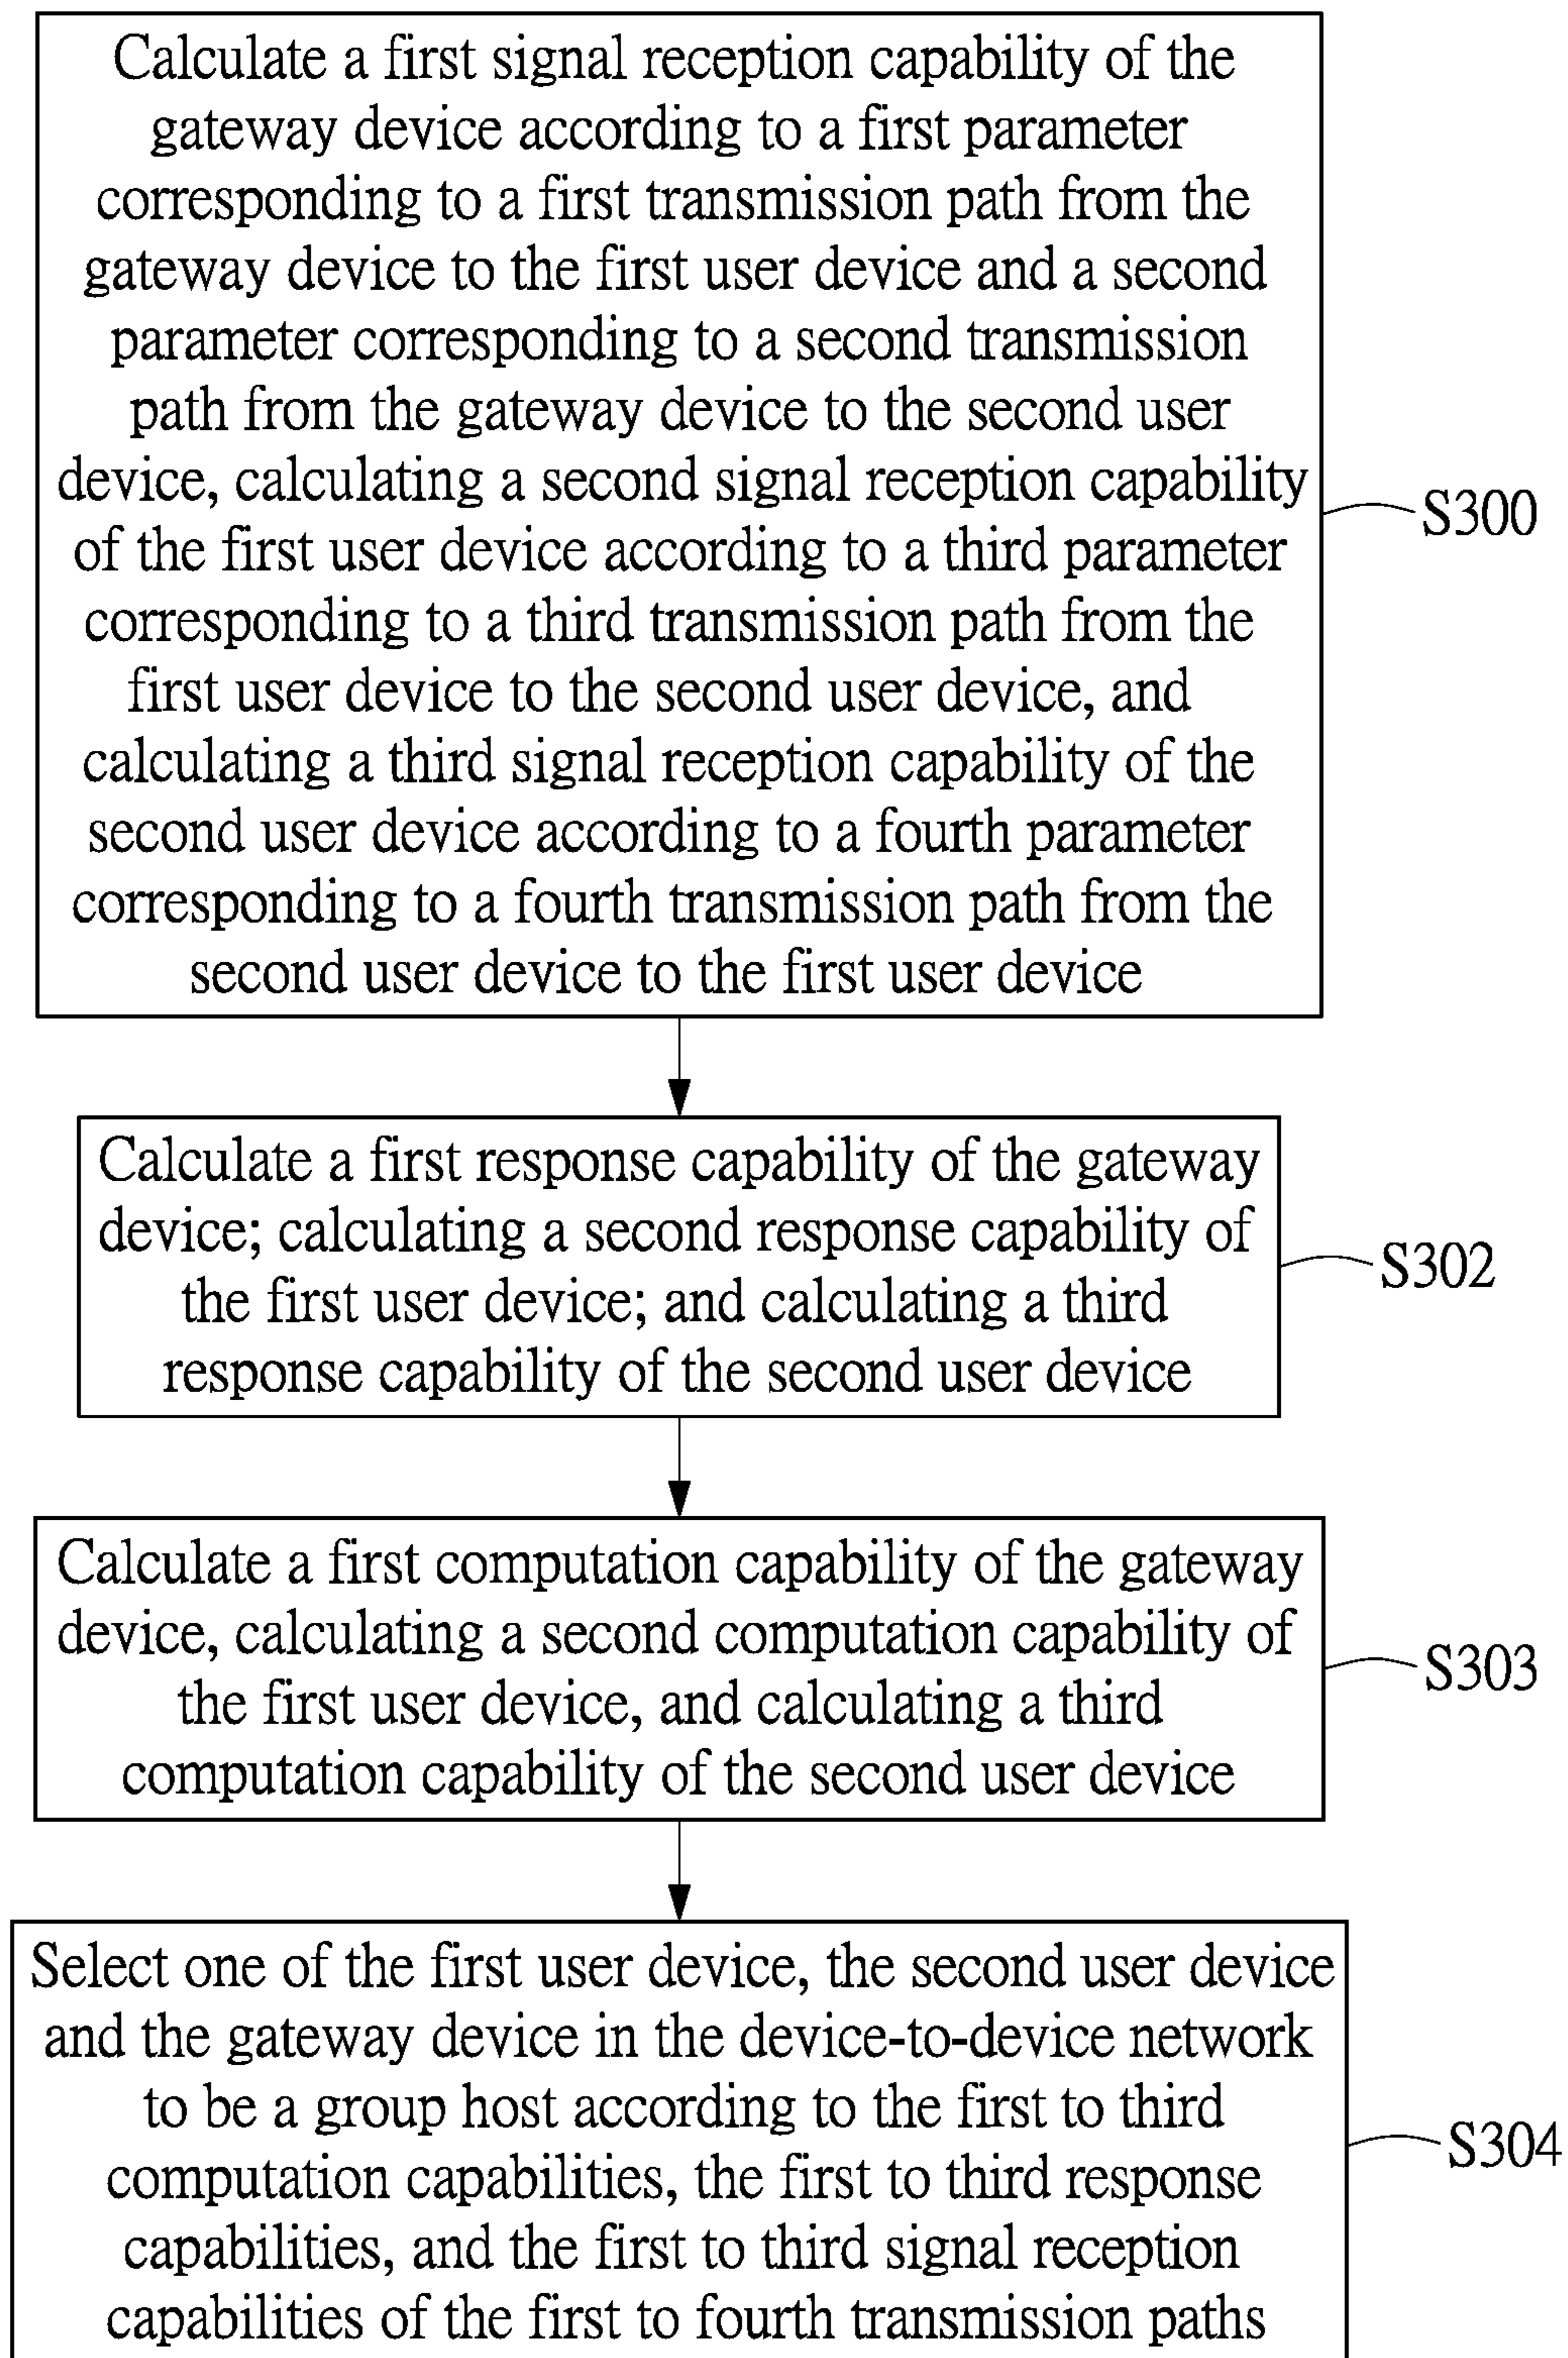 Calculate a first signal reception capability of the
gateway device according to a first parameter
corresponding to a first transmission path from the
gateway device to the first user device and a second
parameter corresponding to a second transmission
path from the gateway device to the second user
device, calculating a second signal reception capability
of the first user device according to a third parameter
corresponding to a third transmission path from the
first user device to the second user device, and
calculating a third signal reception capability of the
second user device according to a fourth parameter
corresponding to a fourth transmission path from the
second user device to the first user device
S300
Calculate a first response capability of the gateway
device; calculating a second response capability of
the first user device; and calculating a third
response capability of the second user device
S302
Calculate a first computation capability of the gateway
device, calculating a second computation capability of
the first user device, and calculating a third
computation capability of the second user device
S303
Select one of the first user device, the second user device
and the gateway device in the device-to-device network
to be a group host according to the first to third
computation capabilities, the first to third response
capabilities, and the first to third signal reception
capabilities of the first to fourth transmission paths
S304